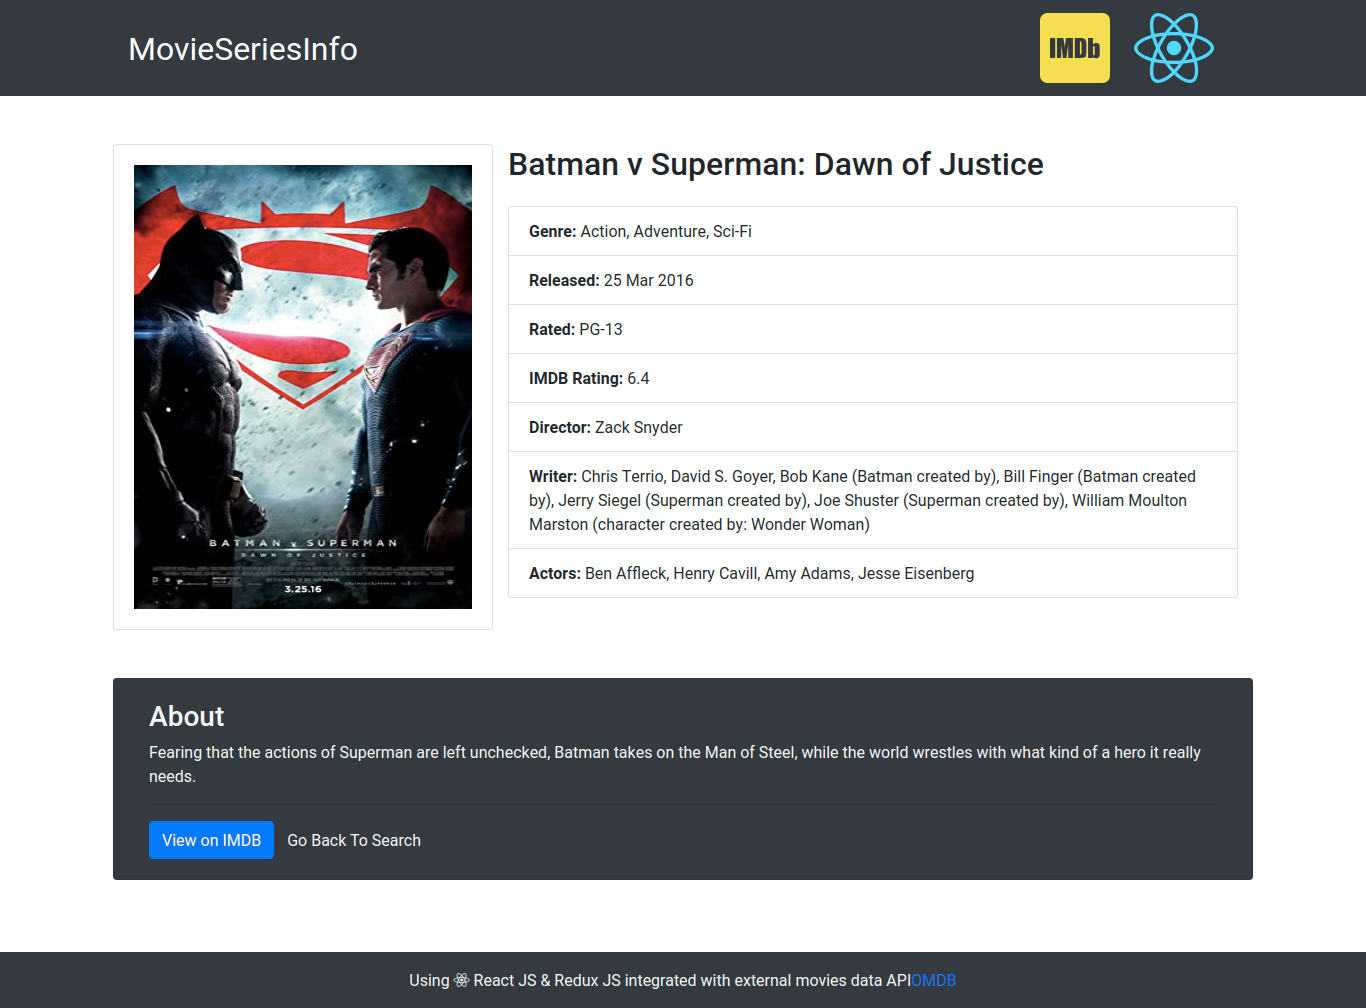 MovieSeriesInfo
IMDb
Batman v Superman: Dawn of Justice
Genre: Action, Adventure, Sci-Fi
Released: 25 Mar 2016
Rated: PG-13
IMDB Rating: 6.4
Director: Zack Snyder
Writer: Chris Terrio, David S. Goyer, Bob Kane (Batman created by), Bill Finger (Batman created
by), Jerry Siegel (Superman created by), Joe Shuster (Superman created by), William Moulton
Marston (character created by: Wonder Woman)
Actors: Ben Affleck, Henry Cavill, Amy Adams, Jesse Eisenberg
BATMAN v SUPERMAN
DAWN OF JUSTICE
3.25.16
About
Fearing that the actions of Superman are left unchecked, Batman takes on the Man of Steel, while the world wrestles with what kind of a hero it really
needs.
View on IMDB Go Back To Search
Using React JS & Redux JS integrated with external movies data APIOMDB